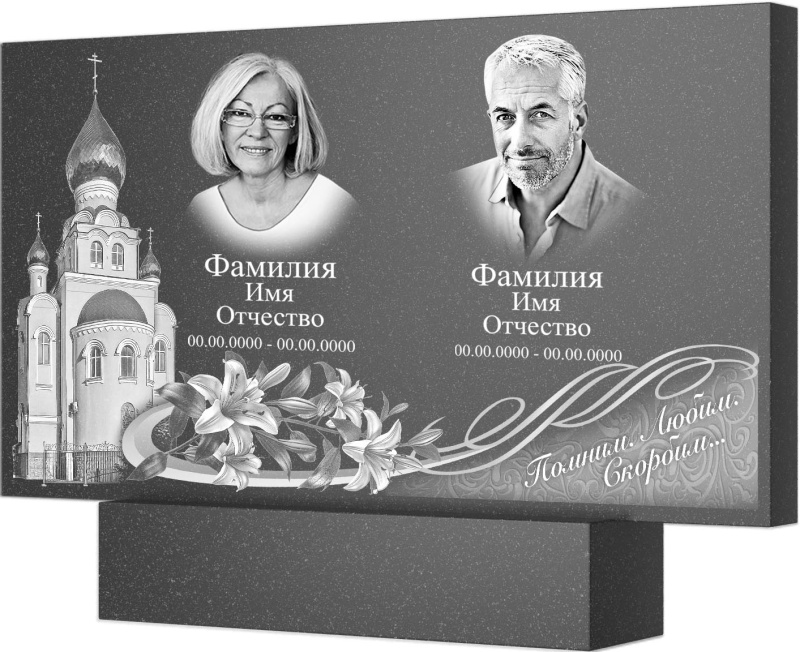 Фамилия
Имя
Отчество
00.00.0000 - 00.00.0000
Фамилия
Имя
Отчество
00.00.0000 - 00.00.0000
Помним. Любим.
Скорбим...